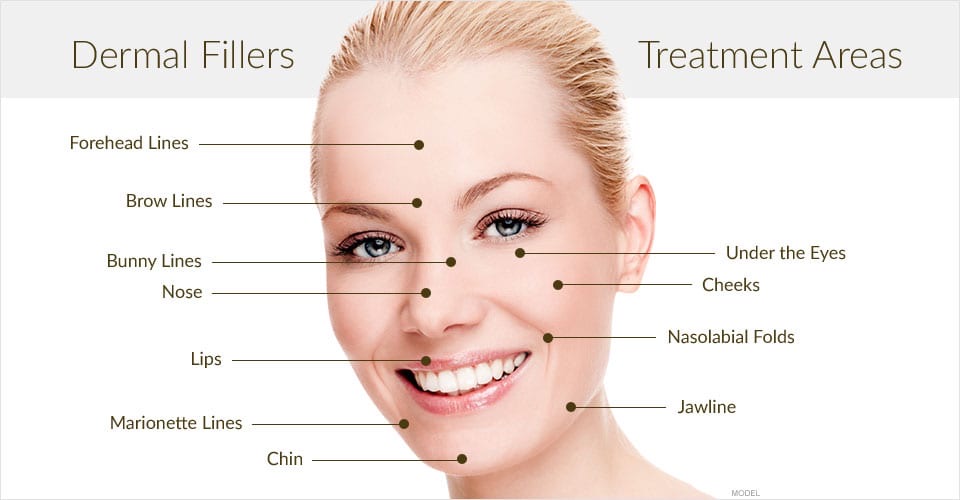 Dermal Fillers
Treatment Areas
Forehead Lines
Brow Lines
Bunny Lines
Nose
Lips
Marionette Lines
Chin
Under the Eyes
Cheeks
Nasolabial Folds
Jawline
MODEL